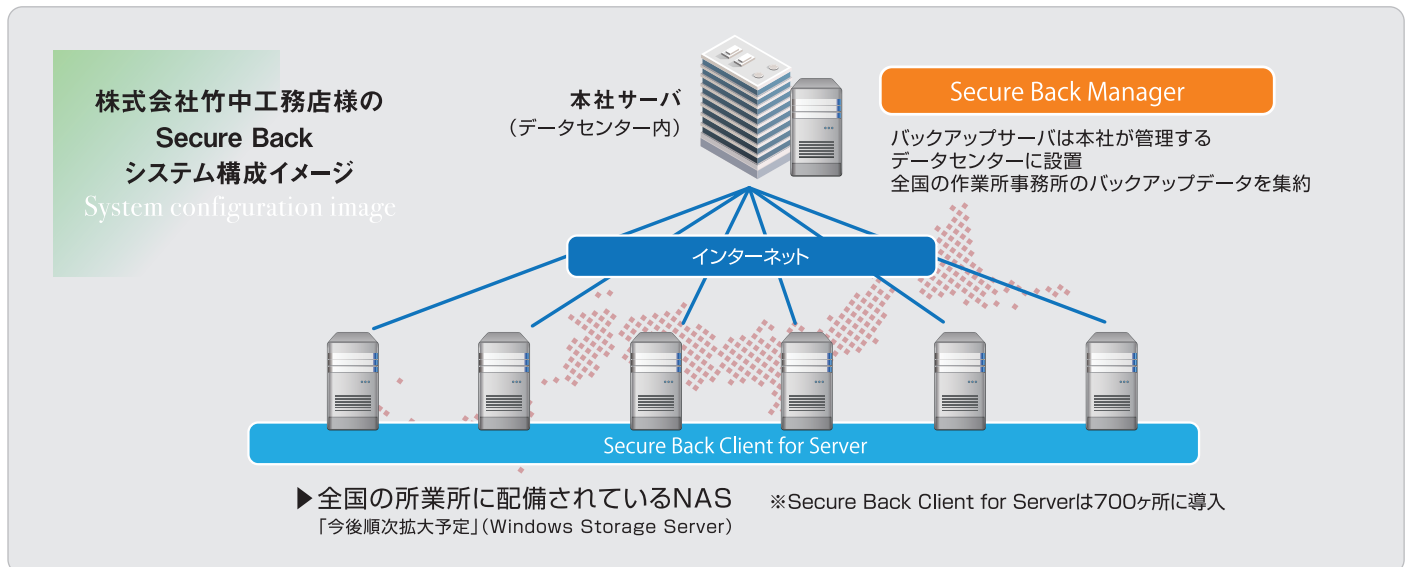 株式会社竹中工務店様の
Secure Back
システム構成イメージ
System configuration image
本社サーバ
（データセンター内）
Secure Back Manager
バックアップサーバは本社が管理する
データセンターに設置
全国の作業所事務所のバックアップデータを集約
インターネット
Secure Back Client for Server
▶全国の所業所に配備されているNAS
「今後順次拡大予定」（Windows Storage Server）
※Secure Back Client for Serverは700ヶ所に導入